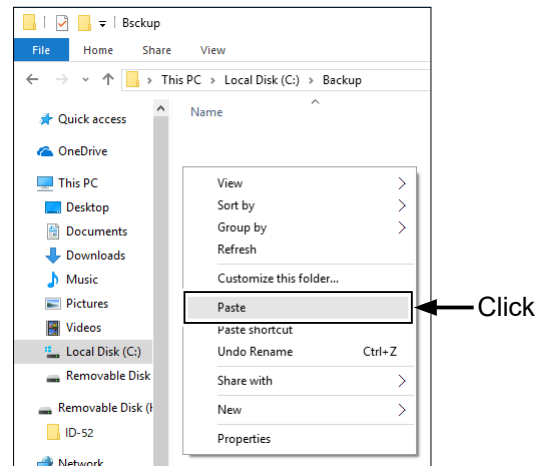 Bsckup
File Home Share View
This PC > Local Disk (C:) > Backup
Name
Quick access
OneDrive
This PC
Desktop
Documents
Downloads
Music
Pictures
Videos
Local Disk (C:)
Removable Disk
Removable Disk (H
ID-52
Network
View
Sort by
Group by
Refresh
Customize this folder...
Paste
Paste shortcut
Undo Rename Ctrl+Z
Share with
New
Properties
Click